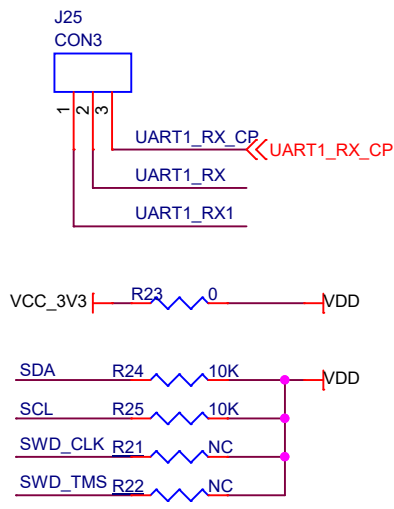 J25
CON3
1 2 3
UART1_RX_CP UART1_RX_CP
UART1_RX
UART1_RX1
VCC_3V3 R23 0 VDD
SDA R24 10K VDD
SCL R25 10K
SWD_CLK R21 NC
SWD_TMS R22 NC